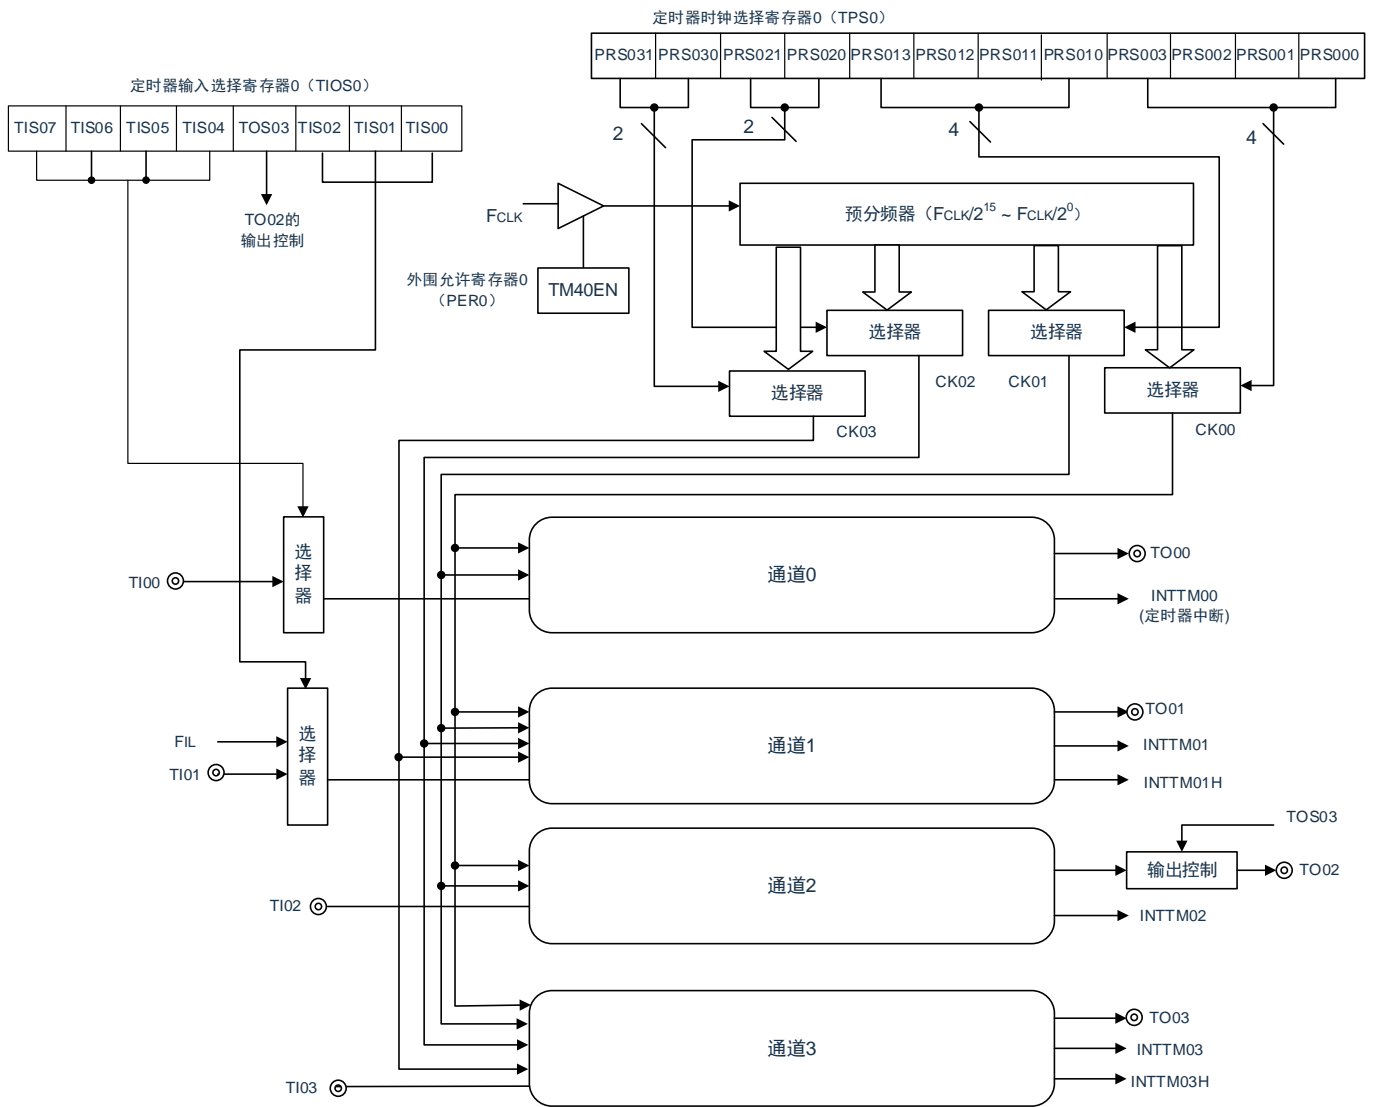 定时器时钟选择寄存器0（TPS0）
PRS031 PRS030 PRS021 PRS020 PRS013 PRS012 PRS011 PRS010 PRS003 PRS002 PRS001 PRS000
定时器输入选择寄存器0（TIOS0）
TIS07 TIS06 TIS05 TIS04 TOS03 TIS02 TIS01 TIS00
2 2 4 4
TO02的
输出控制
FCLK
预分频器（FCLK/2^15 ~ FCLK/2^0）
外围允许寄存器0
（PER0）
TM40EN
选择器
选择器
选择器
选择器
CK02
CK01
CK03
CK00
选择器
TI00
通道0
TO00
INTTM00
(定时器中断)
选择器
FIL
TI01
通道1
TO01
INTTM01
INTTM01H
TOS03
通道2
输出控制
TO02
TI02
INTTM02
通道3
TO03
INTTM03
INTTM03H
TI03